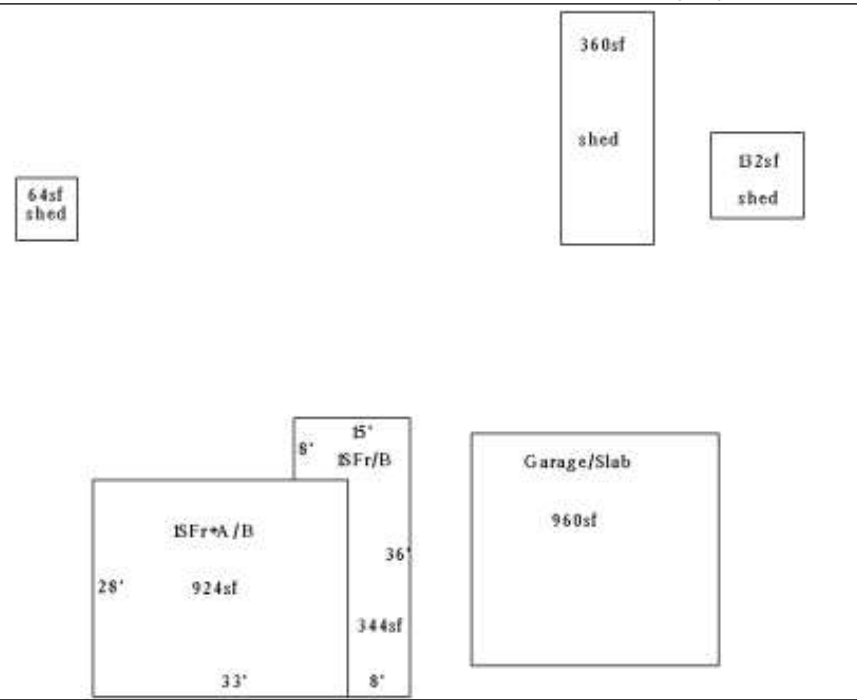 360sf
shed
132sf
shed
64sf
shed
15'
8'
1SFr/B
Garage/Slab
960sf
1SFr+A/B
36'
28'
924sf
344sf
33'
8'